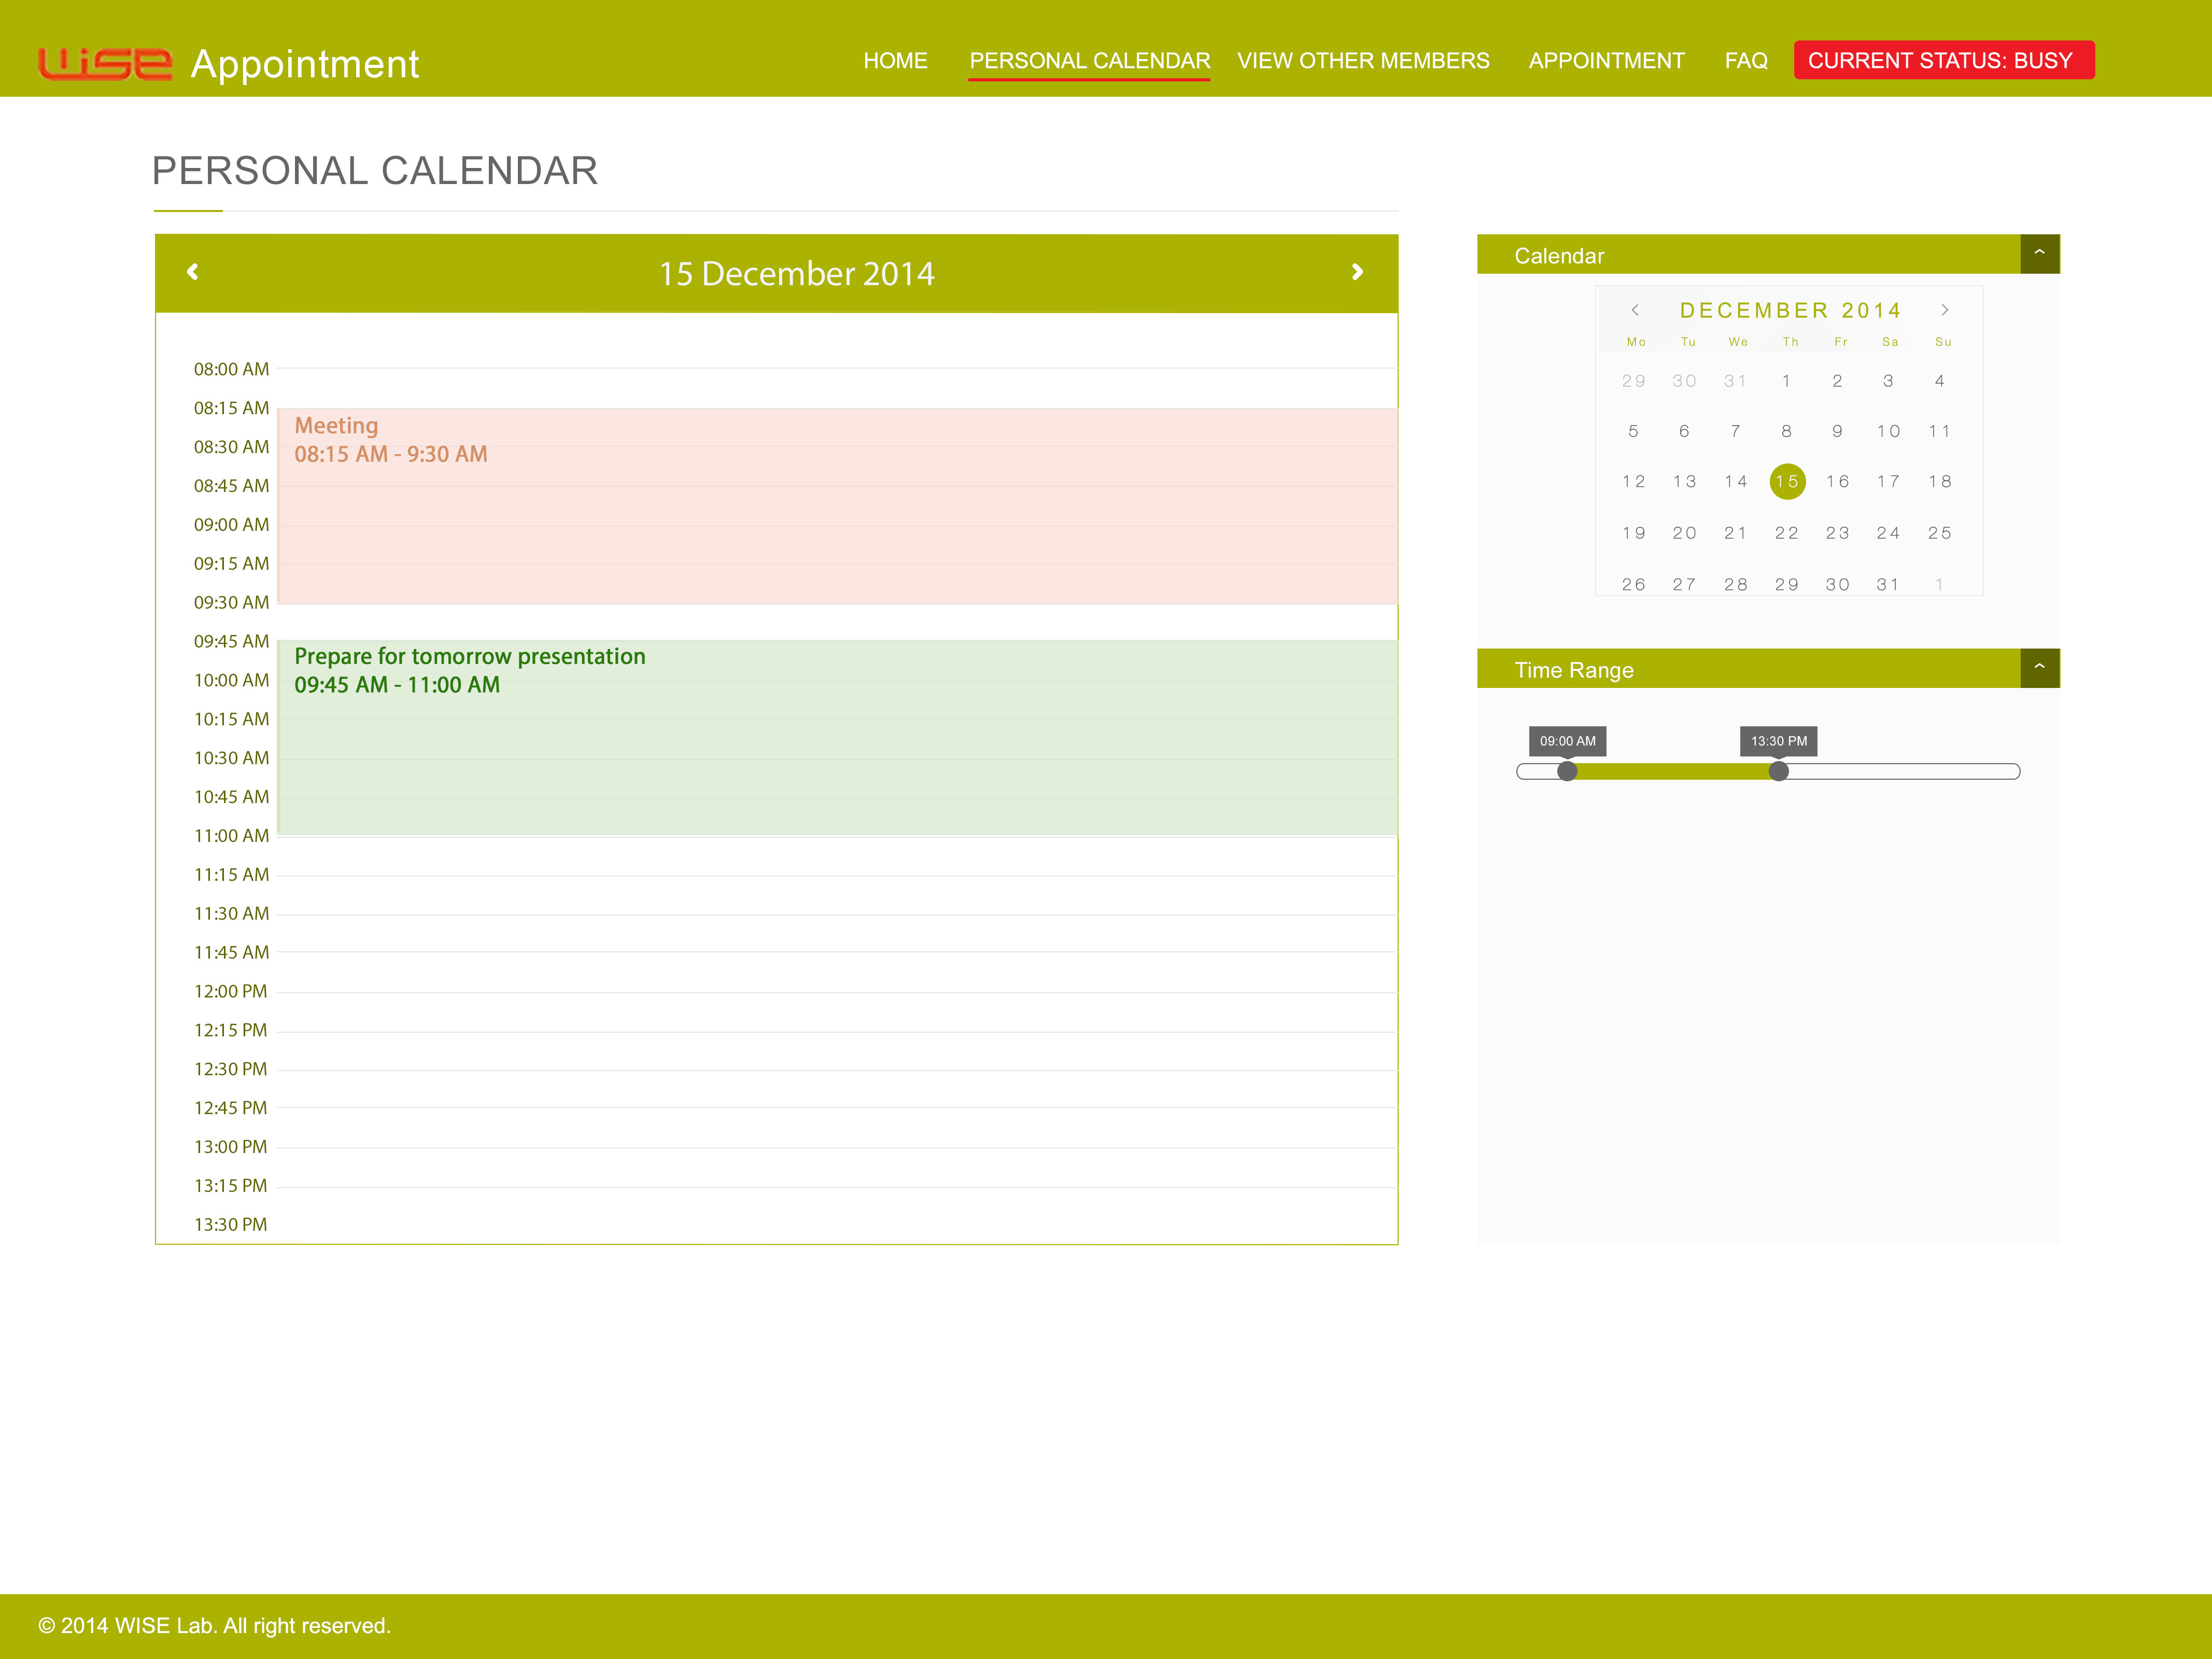 WiSE Appointment
HOME PERSONAL CALENDAR VIEW OTHER MEMBERS APPOINTMENT FAQ CURRENT STATUS: BUSY
PERSONAL CALENDAR
15 December 2014
08:00 AM
08:15 AM
Meeting
08:30 AM
08:15 AM - 9:30 AM
08:45 AM
09:00 AM
09:15 AM
09:30 AM
09:45 AM
Prepare for tomorrow presentation
10:00 AM
09:45 AM - 11:00 AM
10:15 AM
10:30 AM
10:45 AM
11:00 AM
11:15 AM
11:30 AM
11:45 AM
12:00 PM
12:15 PM
12:30 PM
12:45 PM
13:00 PM
13:15 PM
13:30 PM
Calendar
DECEMBER 2014
Mo Tu We Th Fr Sa Su
29 30 31 1 2 3 4
5 6 7 8 9 10 11
12 13 14 15 16 17 18
19 20 21 22 23 24 25
26 27 28 29 30 31 1
Time Range
09:00 AM 13:30 PM
© 2014 WISE Lab. All right reserved.